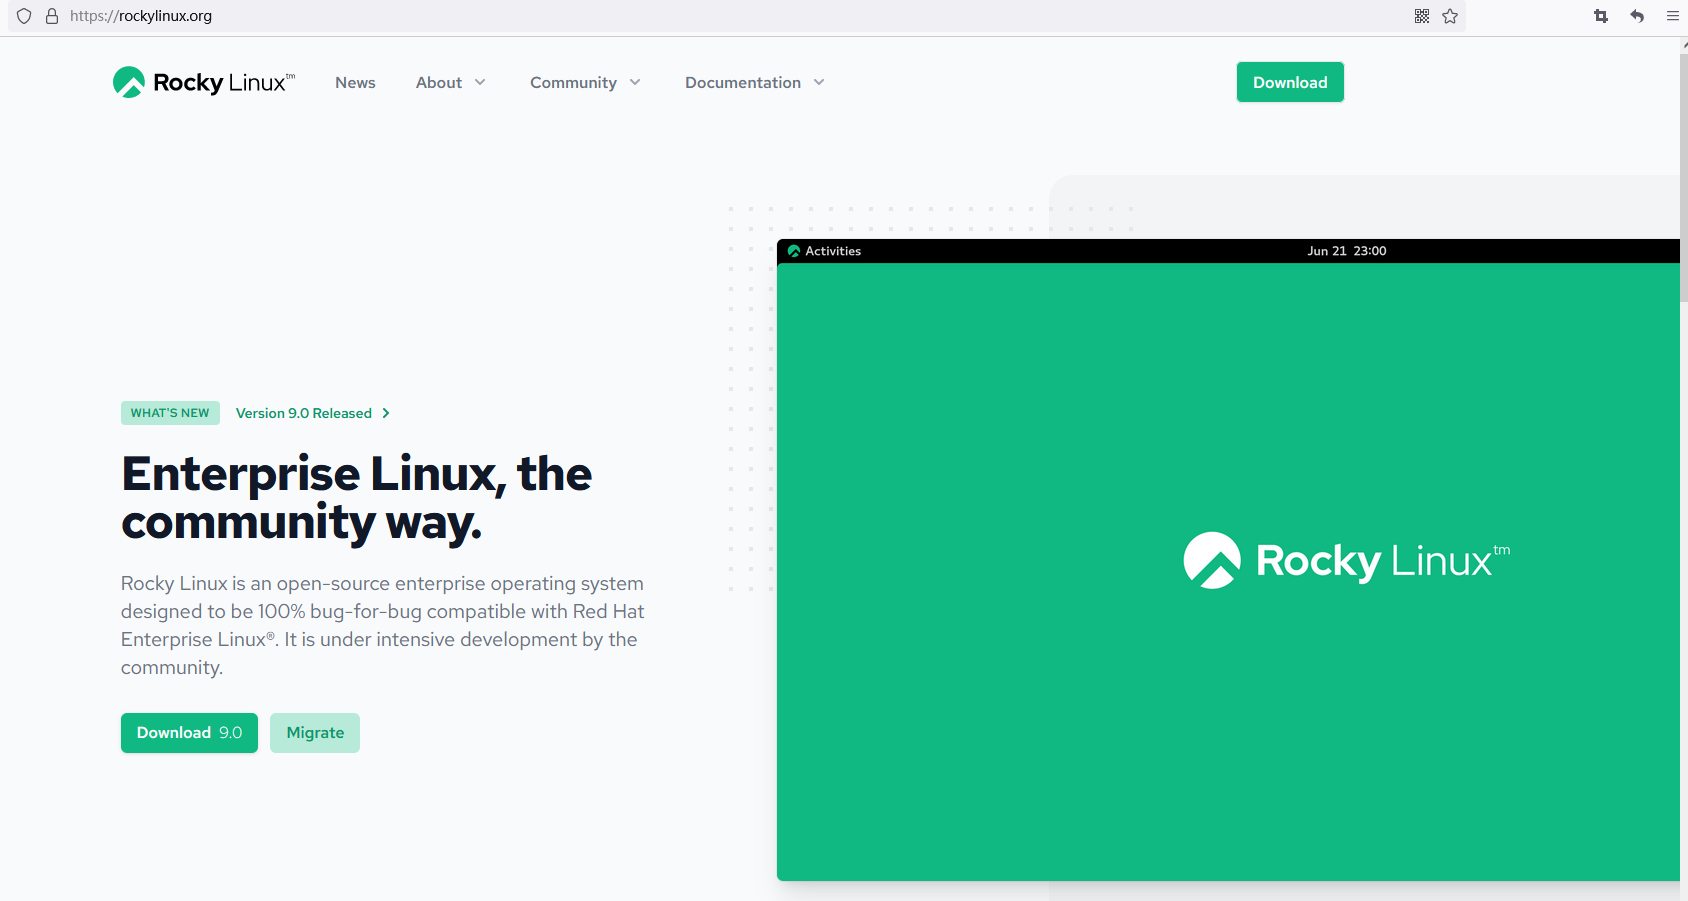 https://rockylinux.org
Rocky Linux™
News
About
Community
Documentation
Download
Activities
Jun 21 23:00
WHAT'S NEW
Version 9.0 Released
Enterprise Linux, the
community way.
Rocky Linux™
Rocky Linux is an open-source enterprise operating system
designed to be 100% bug-for-bug compatible with Red Hat
Enterprise Linux®. It is under intensive development by the
community.
Download 9.0
Migrate